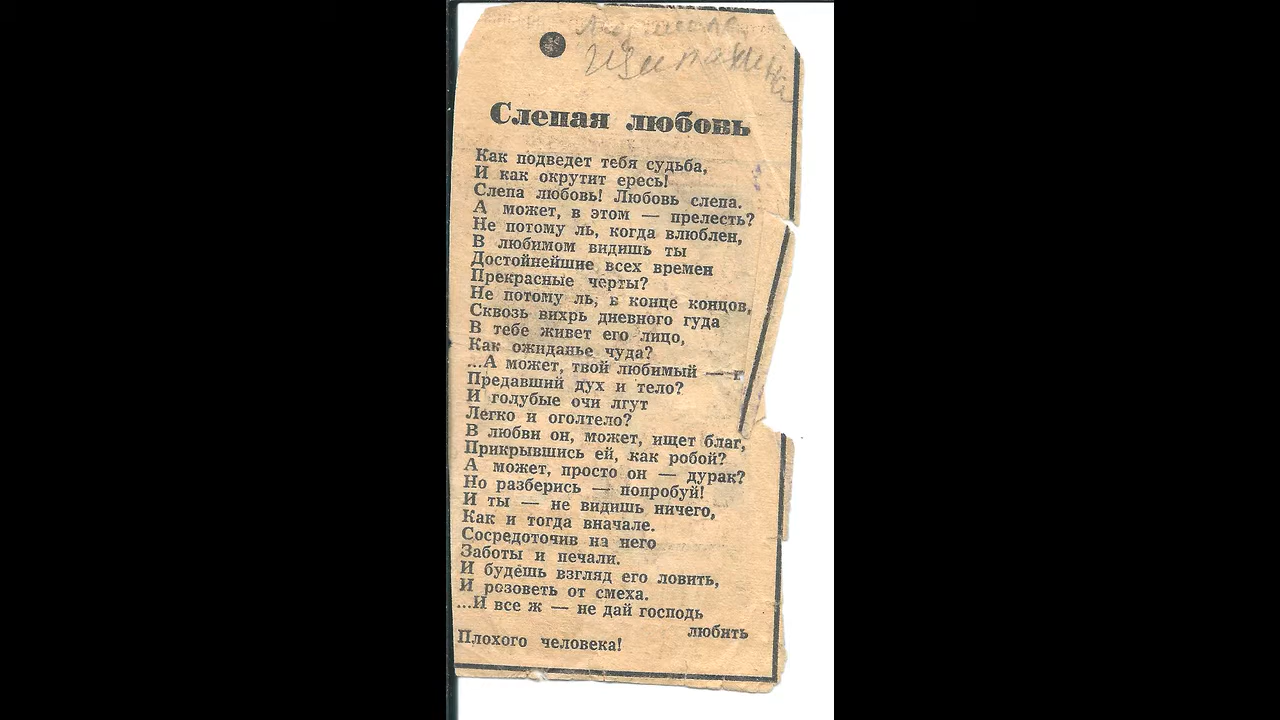 Слепая любовь
Как подведет тебя судьба,
И как окрутит ересь!
Слепа любовь! Любовь слепа.
А может, в этом — прелесть?
Не потому ль, когда влюблен,
В любимом видишь ты
Достойнейшие всех времен
Прекрасные черты?
Не потому ль, в конце концов,
Сквозь вихрь дневного гуда
В тебе живет его лицо,
Как ожиданье чуда?
...А может, твой любимый —
Предавший дух и тело?
И голубые очи лгут
Легко и оголтело?
В любви он, может, ищет благ,
Прикрывшись ей, как робой?
А может, просто он — дурак?
Но разберись — попробуй!
И ты — не видишь ничего,
Как и тогда вначале.
Сосредоточив на него
Заботы и печали.
И будешь взгляд его ловить,
И розоветь от смеха.
...И все ж — не дай господь
любить
Плохого человека!